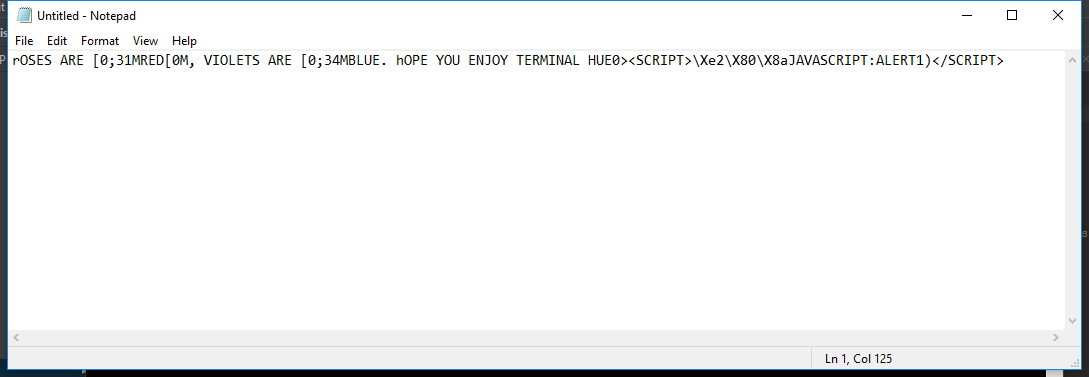 Untitled - Notepad
File Edit Format View Help
rOSES ARE [0;31MRED[0M, VIOLETS ARE [0;34MBLUE. hOPE YOU ENJOY TERMINAL HUE0><SCRIPT>\Xe2\X80\X8aJAVASCRIPT:ALERT1)</SCRIPT>
Ln 1, Col 125